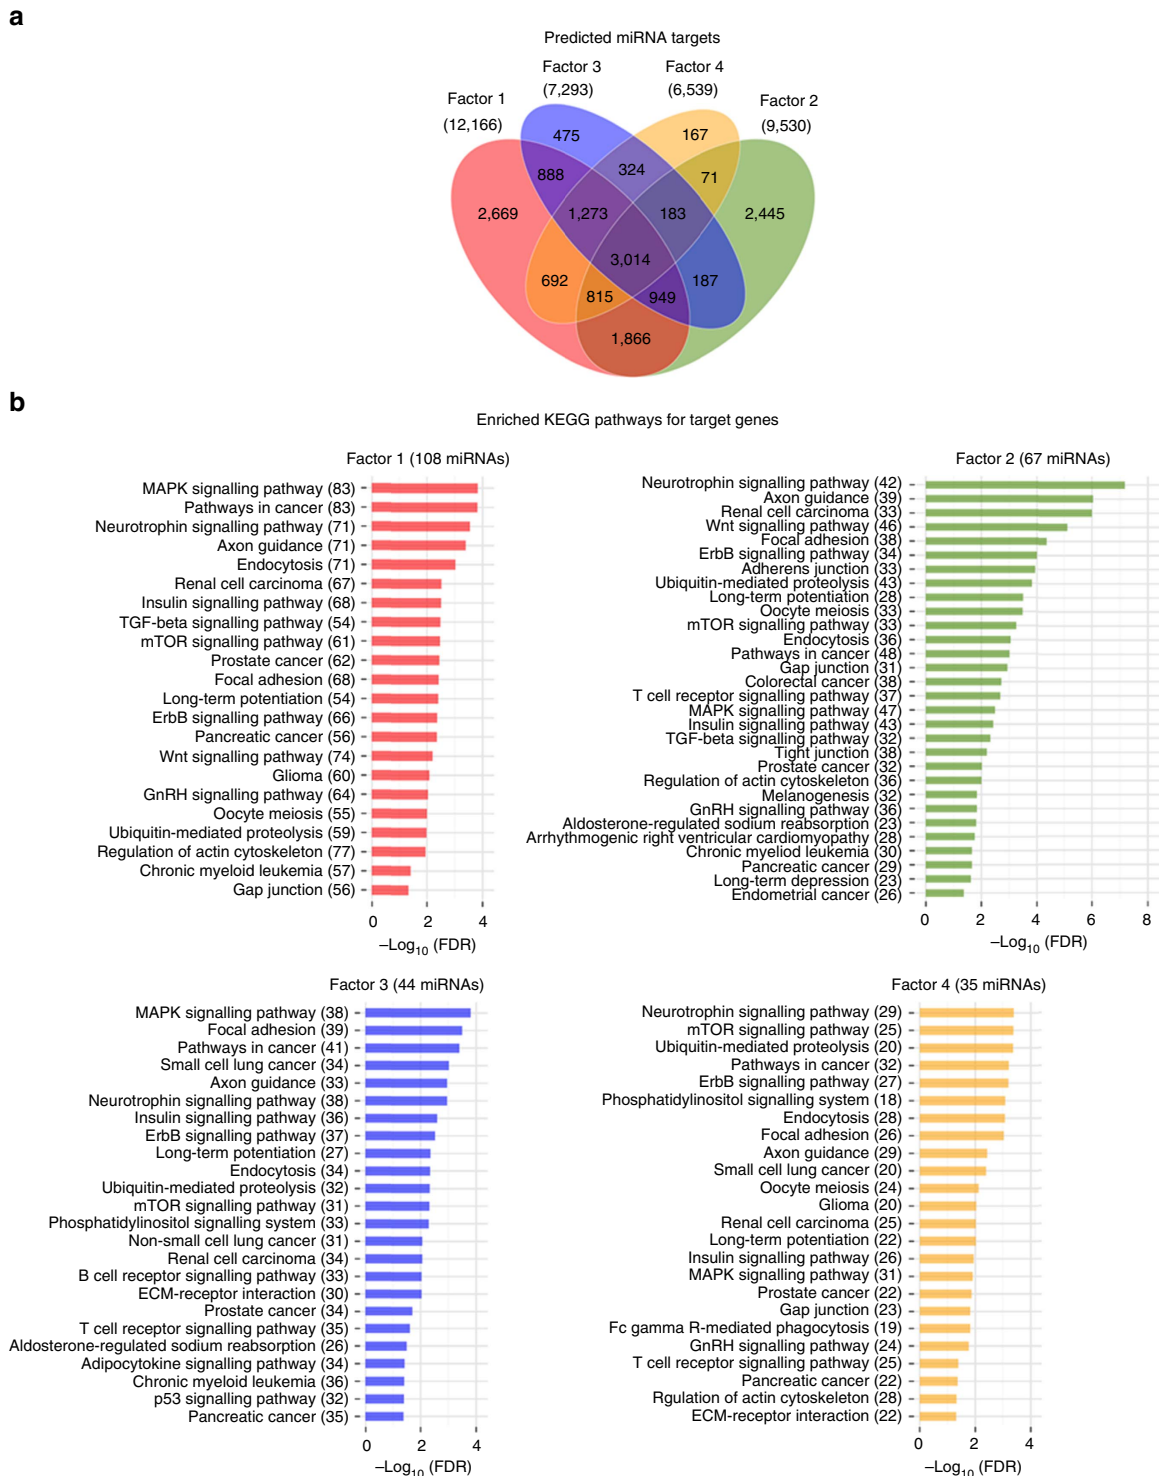 a
Predicted miRNA targets
Factor 3
(7,293)
Factor 4
(6,539)
Factor 1
(12,166)
Factor 2
(9,530)
475
167
888
324
71
2,669
1,273
183
2,445
3,014
692
187
815
949
1,866
b
Enriched KEGG pathways for target genes
Factor 1 (108 miRNAs)
MAPK signalling pathway (83)
Pathways in cancer (83)
Neurotrophin signalling pathway (71)
Axon guidance (71)
Endocytosis (71)
Renal cell carcinoma (67)
Insulin signalling pathway (68)
TGF-beta signalling pathway (54)
mTOR signalling pathway (61)
Prostate cancer (62)
Focal adhesion (68)
Long-term potentiation (54)
ErbB signalling pathway (66)
Pancreatic cancer (56)
Wnt signalling pathway (74)
Glioma (60)
GnRH signalling pathway (64)
Oocyte meiosis (55)
Ubiquitin-mediated proteolysis (59)
Regulation of actin cytoskeleton (77)
Chronic myeloid leukemia (57)
Gap junction (56)
0 2 4
–Log10 (FDR)
Factor 2 (67 miRNAs)
Neurotrophin signalling pathway (42)
Axon guidance (39)
Renal cell carcinoma (33)
Wnt signalling pathway (46)
Focal adhesion (38)
ErbB signalling pathway (34)
Adherens junction (33)
Ubiquitin-mediated proteolysis (43)
Long-term potentiation (28)
Oocyte meiosis (33)
mTOR signalling pathway (33)
Endocytosis (36)
Pathways in cancer (48)
Gap junction (31)
Colorectal cancer (38)
T cell receptor signalling pathway (37)
MAPK signalling pathway (47)
Insulin signalling pathway (43)
TGF-beta signalling pathway (32)
Tight junction (38)
Prostate cancer (32)
Regulation of actin cytoskeleton (36)
Melanogenesis (32)
GnRH signalling pathway (36)
Aldosterone-regulated sodium reabsorption (23)
Arrhythmogenic right ventricular cardiomyopathy (28)
Chronic myeliod leukemia (30)
Pancreatic cancer (29)
Long-term depression (23)
Endometrial cancer (26)
0 2 4 6 8
–Log10 (FDR)
Factor 3 (44 miRNAs)
MAPK signalling pathway (38)
Focal adhesion (39)
Pathways in cancer (41)
Small cell lung cancer (34)
Axon guidance (33)
Neurotrophin signalling pathway (38)
Insulin signalling pathway (36)
ErbB signalling pathway (37)
Long-term potentiation (27)
Endocytosis (34)
Ubiquitin-mediated proteolysis (32)
mTOR signalling pathway (31)
Phosphatidylinositol signalling system (33)
Non-small cell lung cancer (31)
Renal cell carcinoma (34)
B cell receptor signalling pathway (33)
ECM-receptor interaction (30)
Prostate cancer (34)
T cell receptor signalling pathway (35)
Aldosterone-regulated sodium reabsorption (26)
Adipocytokine signalling pathway (34)
Chronic myeloid leukemia (36)
p53 signalling pathway (32)
Pancreatic cancer (35)
0 2 4
–Log10 (FDR)
Factor 4 (35 miRNAs)
Neurotrophin signalling pathway (29)
mTOR signalling pathway (25)
Ubiquitin-mediated proteolysis (20)
Pathways in cancer (32)
ErbB signalling pathway (27)
Phosphatidylinositol signalling system (18)
Endocytosis (28)
Focal adhesion (26)
Axon guidance (29)
Small cell lung cancer (20)
Oocyte meiosis (24)
Glioma (20)
Renal cell carcinoma (25)
Long-term potentiation (22)
Insulin signalling pathway (26)
MAPK signalling pathway (31)
Prostate cancer (22)
Gap junction (23)
Fc gamma R-mediated phagocytosis (19)
GnRH signalling pathway (24)
T cell receptor signalling pathway (25)
Pancreatic cancer (22)
Rgulation of actin cytoskeleton (28)
ECM-receptor interaction (22)
0 2 4
–Log10 (FDR)